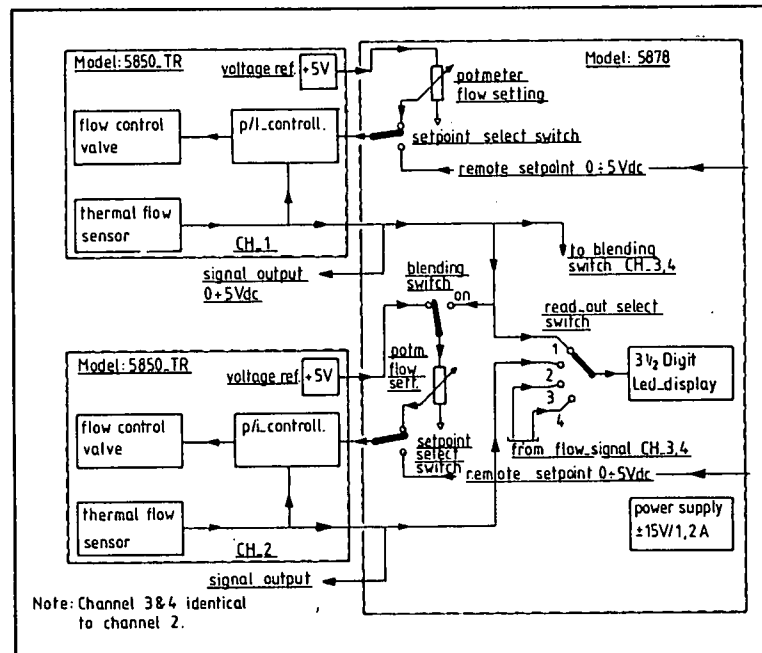 Model: 5850_TR
voltage ref.
+5V
flow control
valve
p/I_controll.
thermal flow
sensor
CH_1
signal output
0÷5Vdc
Model: 5878
potmeter
flow setting
setpoint select switch
remote setpoint 0÷5Vdc
to blending
switch CH_3,4
blending
switch
on
read_out select
switch
1
2
3
4
3½ Digit
Led_display
from flow_signal CH_3,4
Model: 5850_TR
voltage ref.
+5V
potm.
flow
sett.
flow control
valve
p/i_controll.
setpoint
select
switch
remote setpoint 0÷5Vdc
thermal flow
sensor
CH_2
signal output
power supply
±15V/1,2A
Note: Channel 3&4 identical
to channel 2.